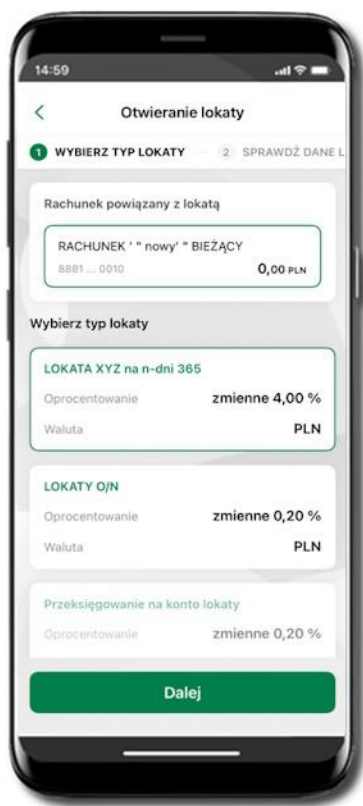 14:59
Otwieranie lokaty
1 WYBIERZ TYP LOKATY 2 SPRAWDŹ DANE L
Rachunek powiązany z lokatą
RACHUNEK ' " nowy' " BIEŻĄCY
8881 ... 0010 0,00 PLN
Wybierz typ lokaty
LOKATA XYZ na n-dni 365
Oprocentowanie zmienne 4,00 %
Waluta PLN
LOKATY O/N
Oprocentowanie zmienne 0,20 %
Waluta PLN
Przeksięgowanie na konto lokaty
Oprocentowanie zmienne 0,20 %
Dalej